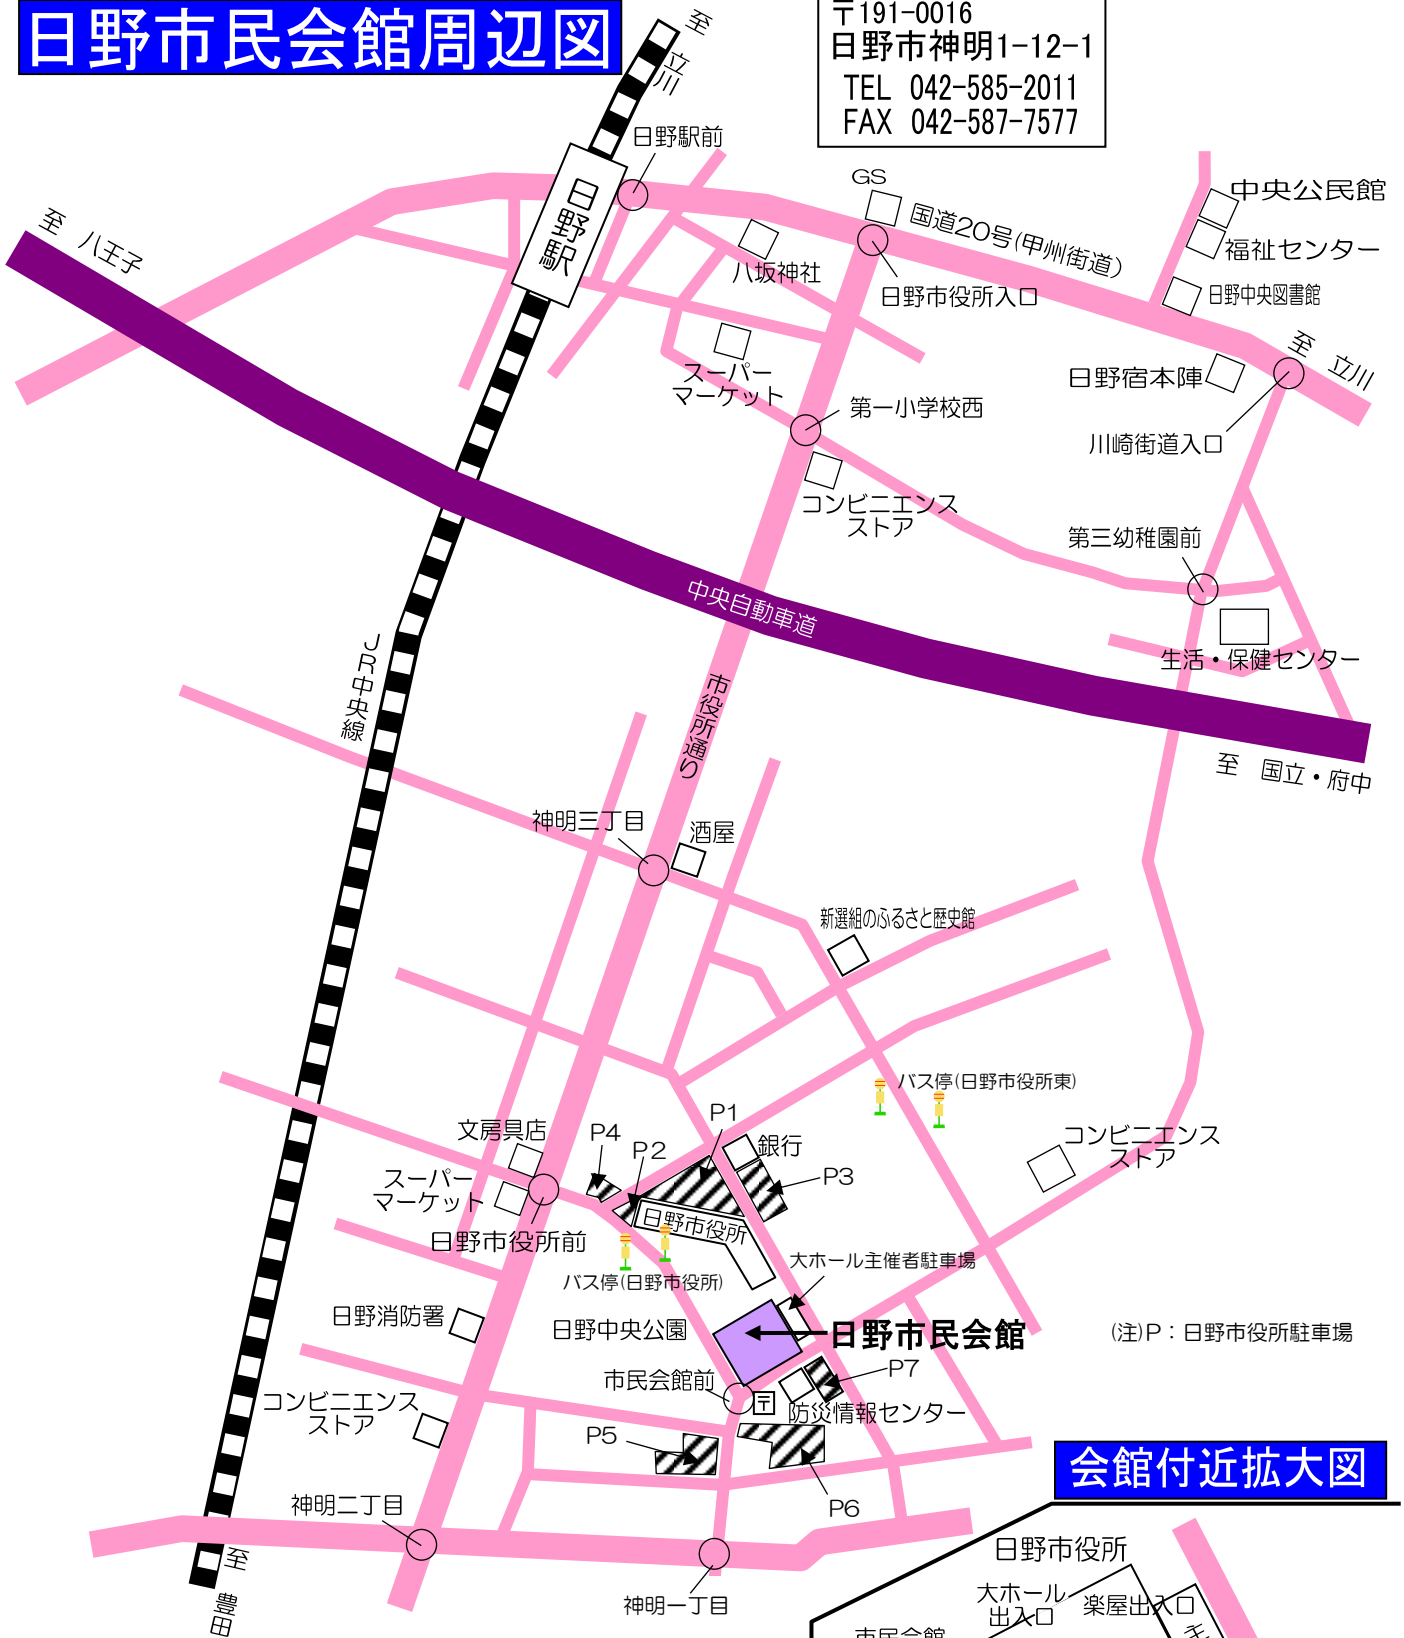 日野市民会館周辺図
〒191-0016
日野市神明1-12-1
TEL 042-585-2011
FAX 042-587-7577
至 立川
日野駅前
日野駅
至 八王子
GS
国道20号(甲州街道)
中央公民館
福祉センター
日野中央図書館
八坂神社
日野市役所入口
スーパー
マーケット
日野宿本陣
至 立川
第一小学校西
川崎街道入口
コンビニエンス
ストア
第三幼稚園前
中央自動車道
生活・保健センター
JR中央線
市役所通り
至 国立・府中
神明三丁目
酒屋
新選組のふるさと歴史館
バス停(日野市役所東)
文房具店
P4
P2
P1
銀行
P3
コンビニエンス
ストア
スーパー
マーケット
日野市役所
日野市役所前
バス停(日野市役所)
大ホール主催者駐車場
日野消防署
日野中央公園
日野市民会館
(注)P：日野市役所駐車場
市民会館前
P7
〒
防災情報センター
コンビニエンス
ストア
P5
P6
神明二丁目
会館付近拡大図
至 豊田
神明一丁目
日野市役所
大ホール
出入口
楽屋出入口
市民会館